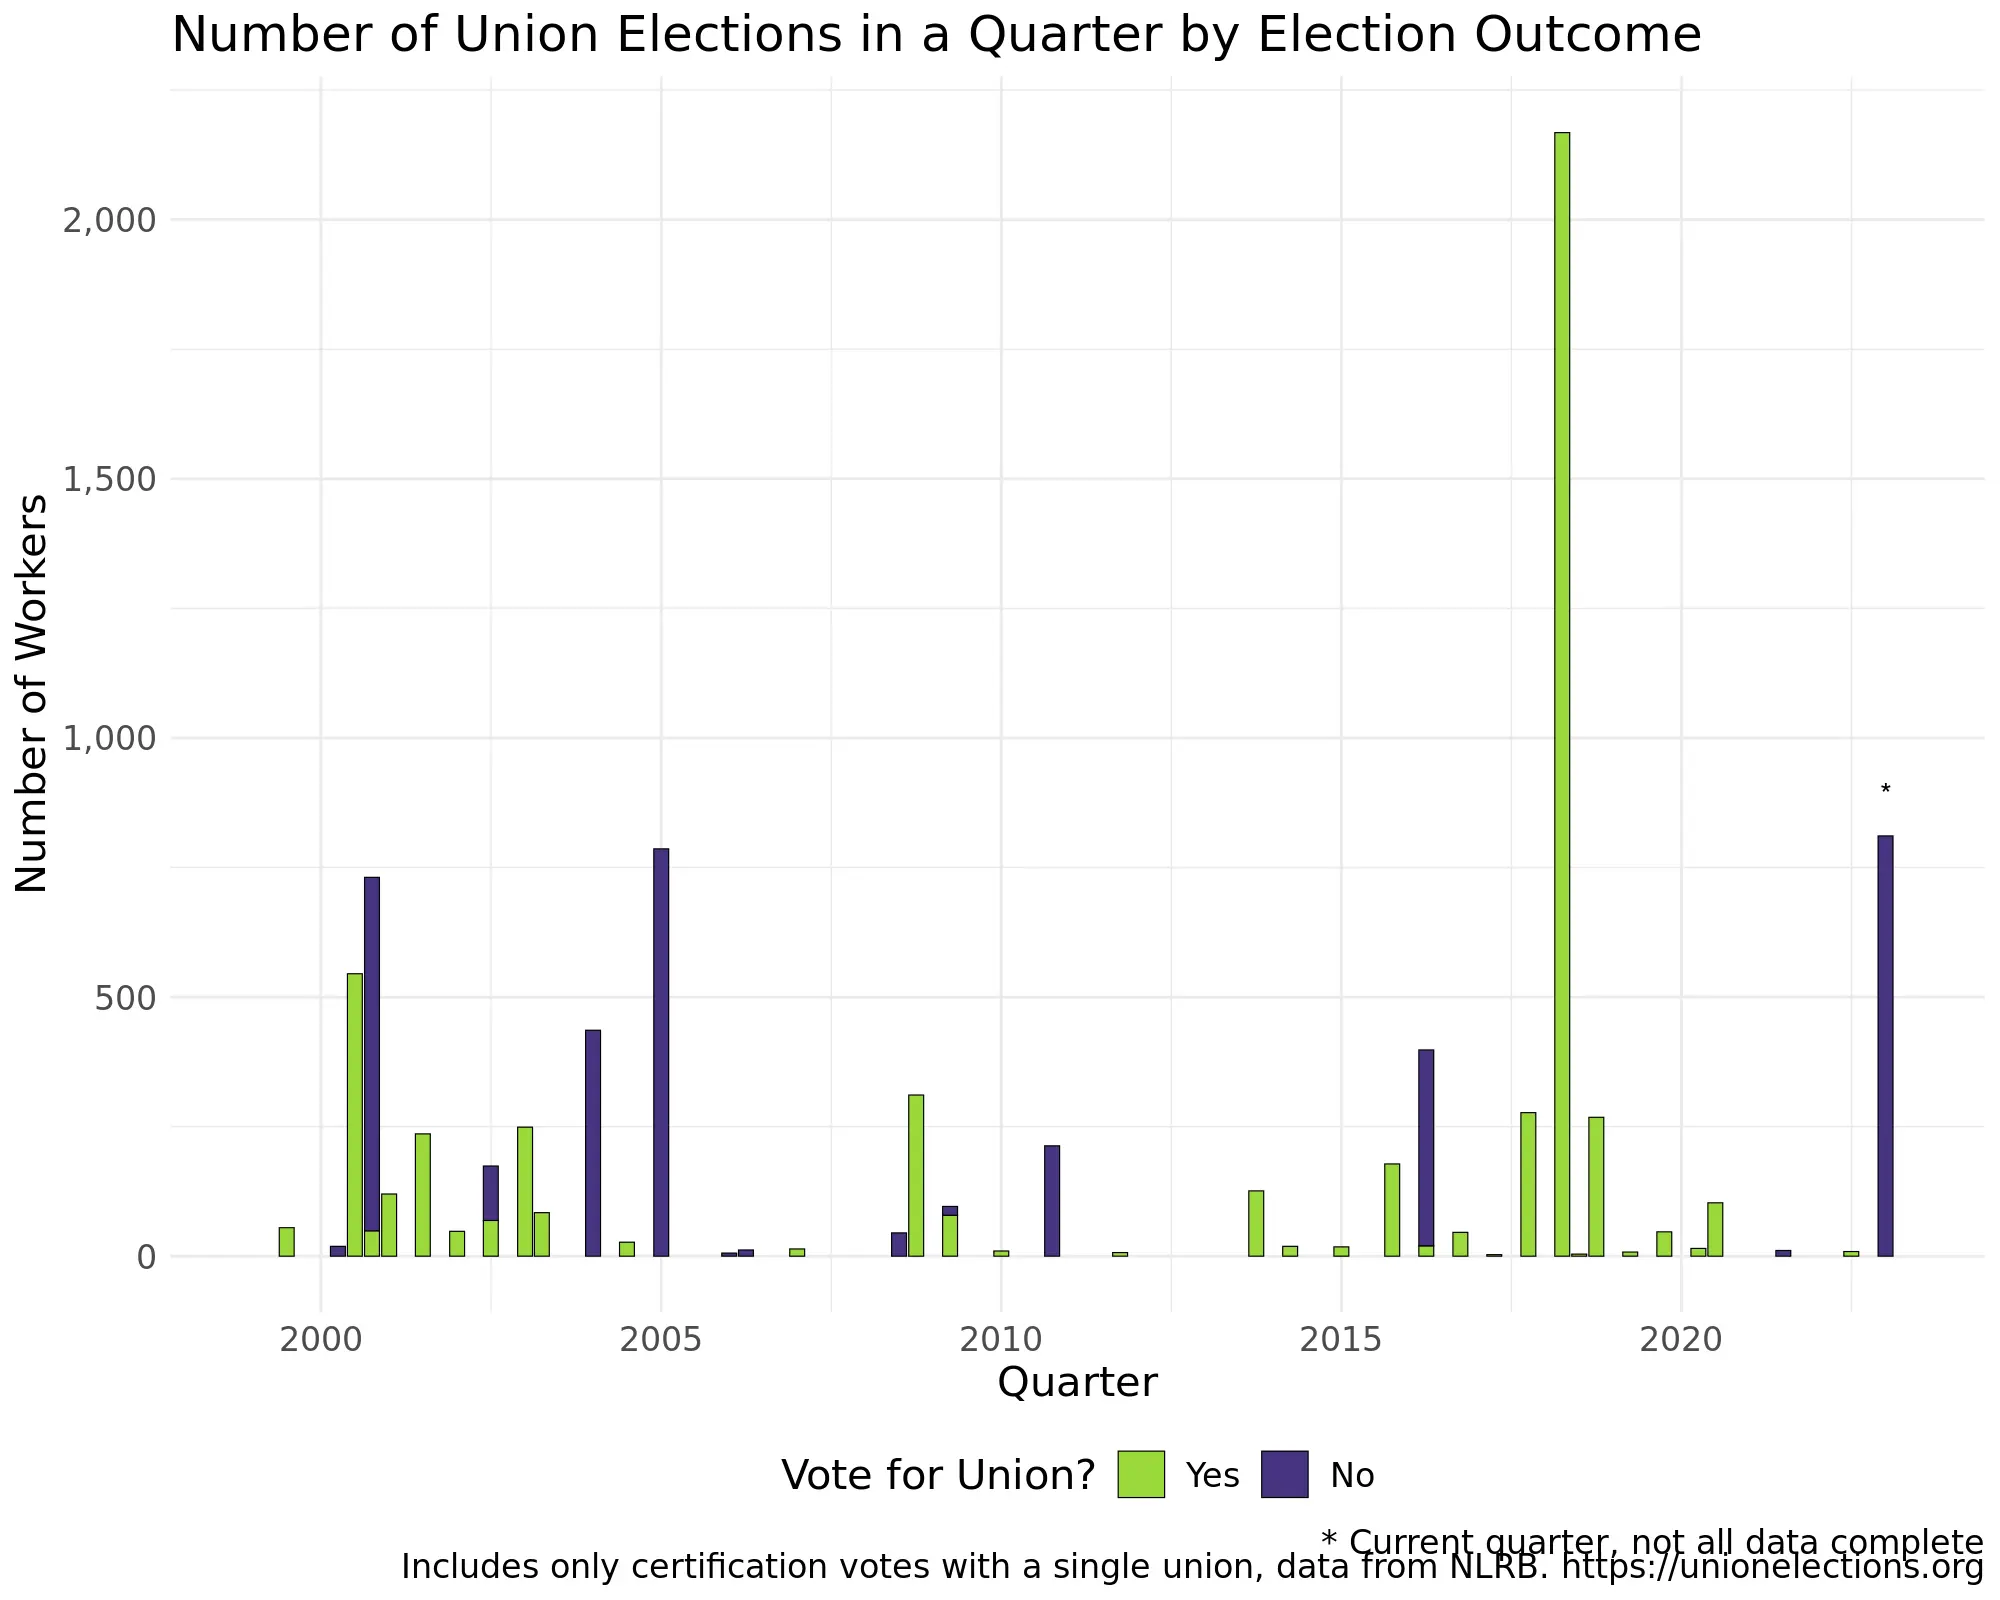 Number of Union Elections in a Quarter by Election Outcome
Number of Workers
2,000
1,500
1,000
500
0
*
2000 2005 2010 2015 2020
Quarter
Vote for Union? Yes No
* Current quarter, not all data complete
Includes only certification votes with a single union, data from NLRB. https://unionelections.org